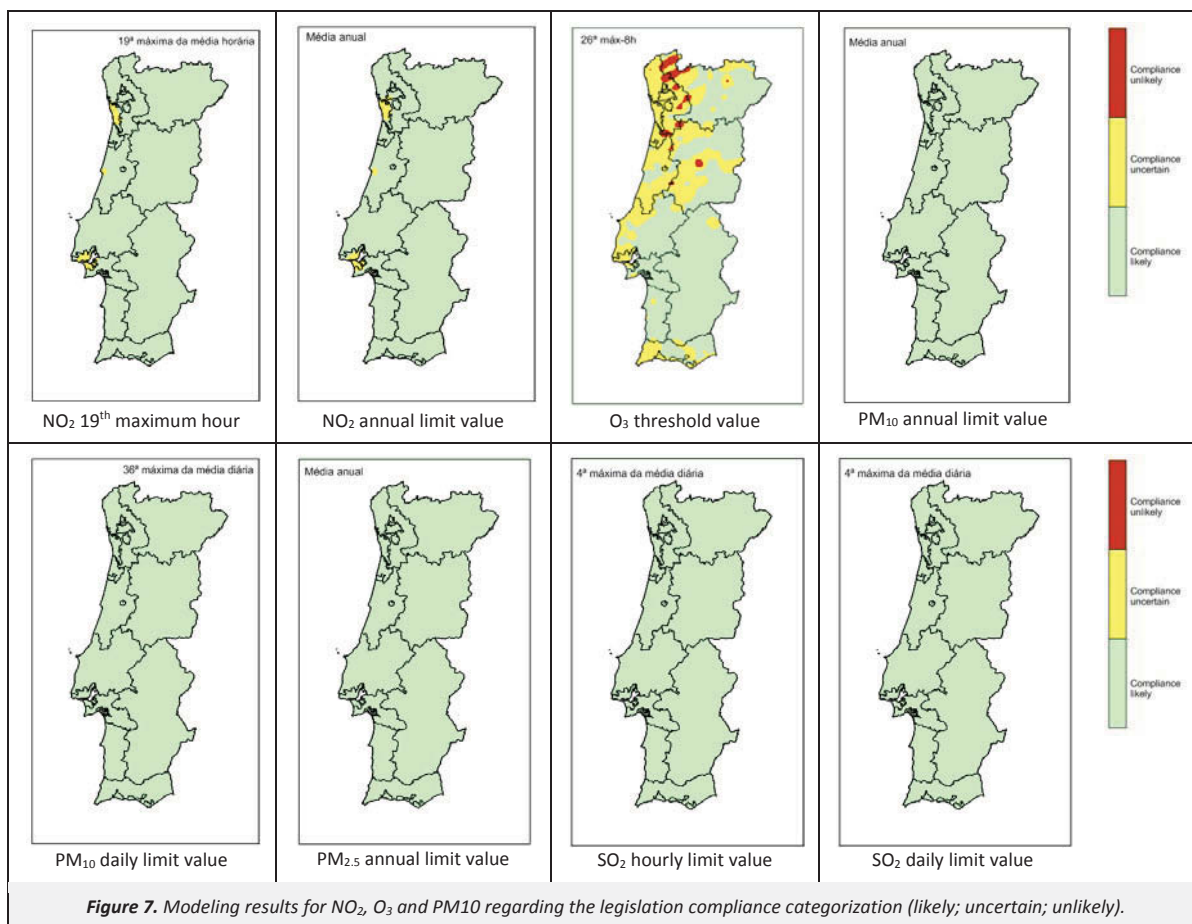 19ª máxima da média horária
NO₂ 19th maximum hour
Média anual
NO₂ annual limit value
26ª máx-8h
O₃ threshold value
Média anual
PM₁₀ annual limit value
Compliance
unlikely
Compliance
uncertain
Compliance
likely
36ª máxima da média diária
PM₁₀ daily limit value
Média anual
PM₂.₅ annual limit value
4ª máxima da média diária
SO₂ hourly limit value
4ª máxima da média diária
SO₂ daily limit value
Compliance
unlikely
Compliance
uncertain
Compliance
likely
Figure 7. Modeling results for NO₂, O₃ and PM10 regarding the legislation compliance categorization (likely; uncertain; unlikely).